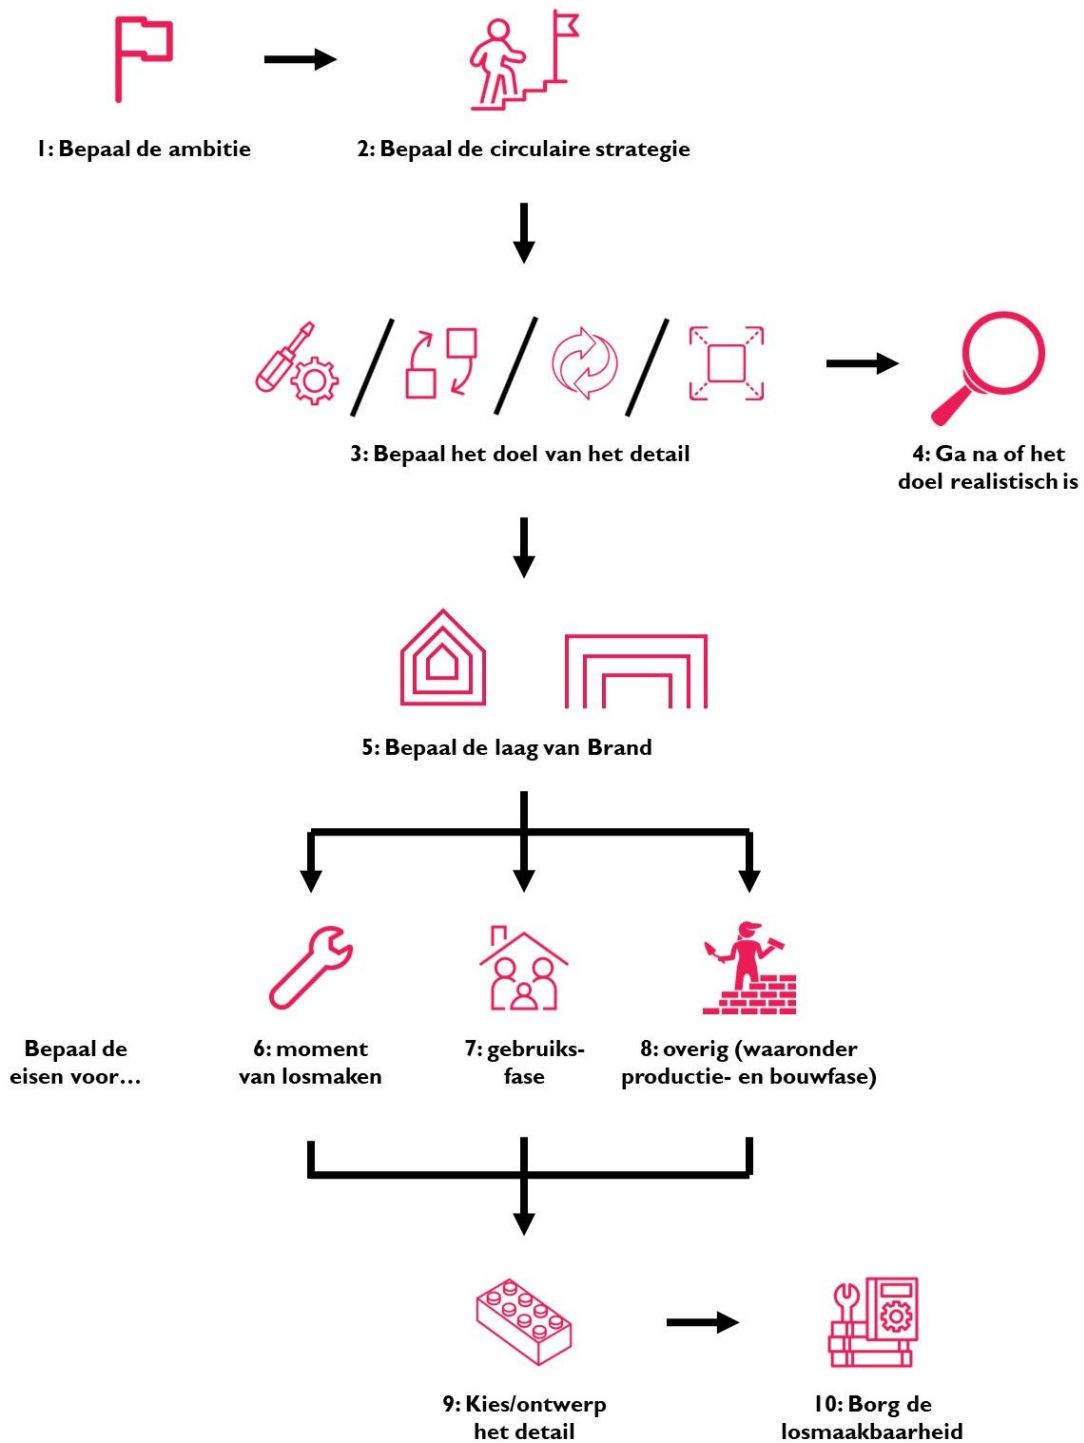 1: Bepaal de ambitie
2: Bepaal de circulaire strategie
3: Bepaal het doel van het detail
4: Ga na of het
doel realistisch is
5: Bepaal de laag van Brand
Bepaal de
eisen voor...
6: moment
van losmaken
7: gebruiks-
fase
8: overig (waaronder
productie- en bouwfase)
9: Kies/ontwerp
het detail
10: Borg de
losmaakbaarheid